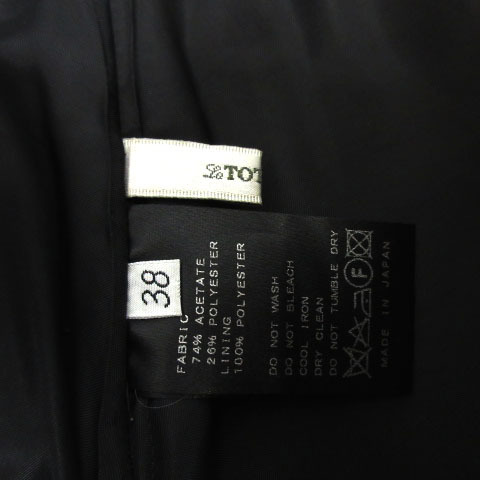 TOT
38
FABRIC
74% ACETATE
26% POLYESTER
LINING
100% POLYESTER
DO NOT WASH
DO NOT BLEACH
COOL IRON
DRY CLEAN
DO NOT TUMBLE DRY
F
MADE IN JAPAN